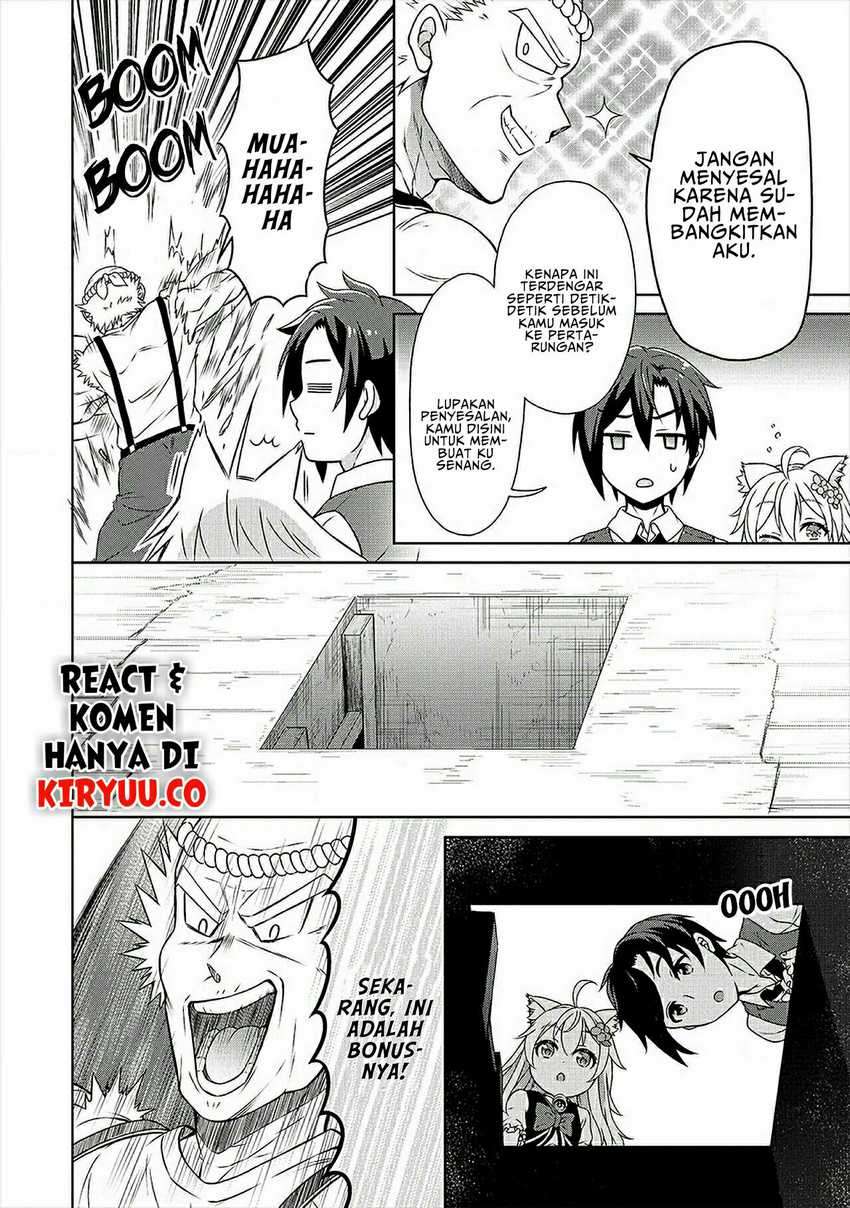 JANGAN
MENYESAL
KARENA SU-
DAH MEM-
BANGKITKAN
AKU.
KENAPA INI
TERDENGAR
SEPERTI DETIK-
DETIK SEBELUM
KAMU MASUK
KE PERTA-
RUNGAN?
LUPAKAN
PENYESALAN,
KAMU DISINI
UNTUK MEM-
BUAT KU
SENANG.
BOOM
BOOM
MUA-
HAHA-
HAHA-
HA
REACT &
KOMEN
HANYA DI
KIRYUU.CO
OOOH
SEKA-
RANG, INI
ADALAH
BONUS-
NYA!